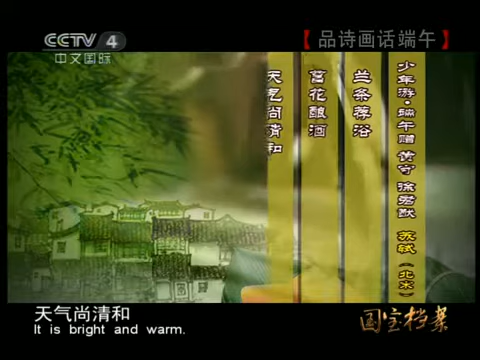 CCTV 4
中文国际
【品诗画话端午】
少年游·端午赠黄守徐君猷 苏轼（北宋）
兰条荐浴
菖花酿酒
天气尚清和
天气尚清和
It is bright and warm.
国宝档案